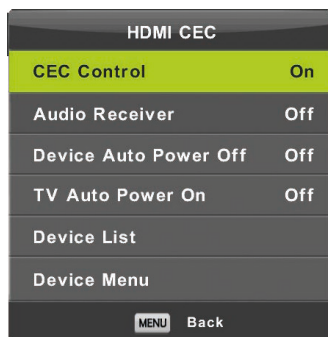 HDMI CEC
CEC Control On
Audio Receiver Off
Device Auto Power Off Off
TV Auto Power On Off
Device List
Device Menu
MENU Back